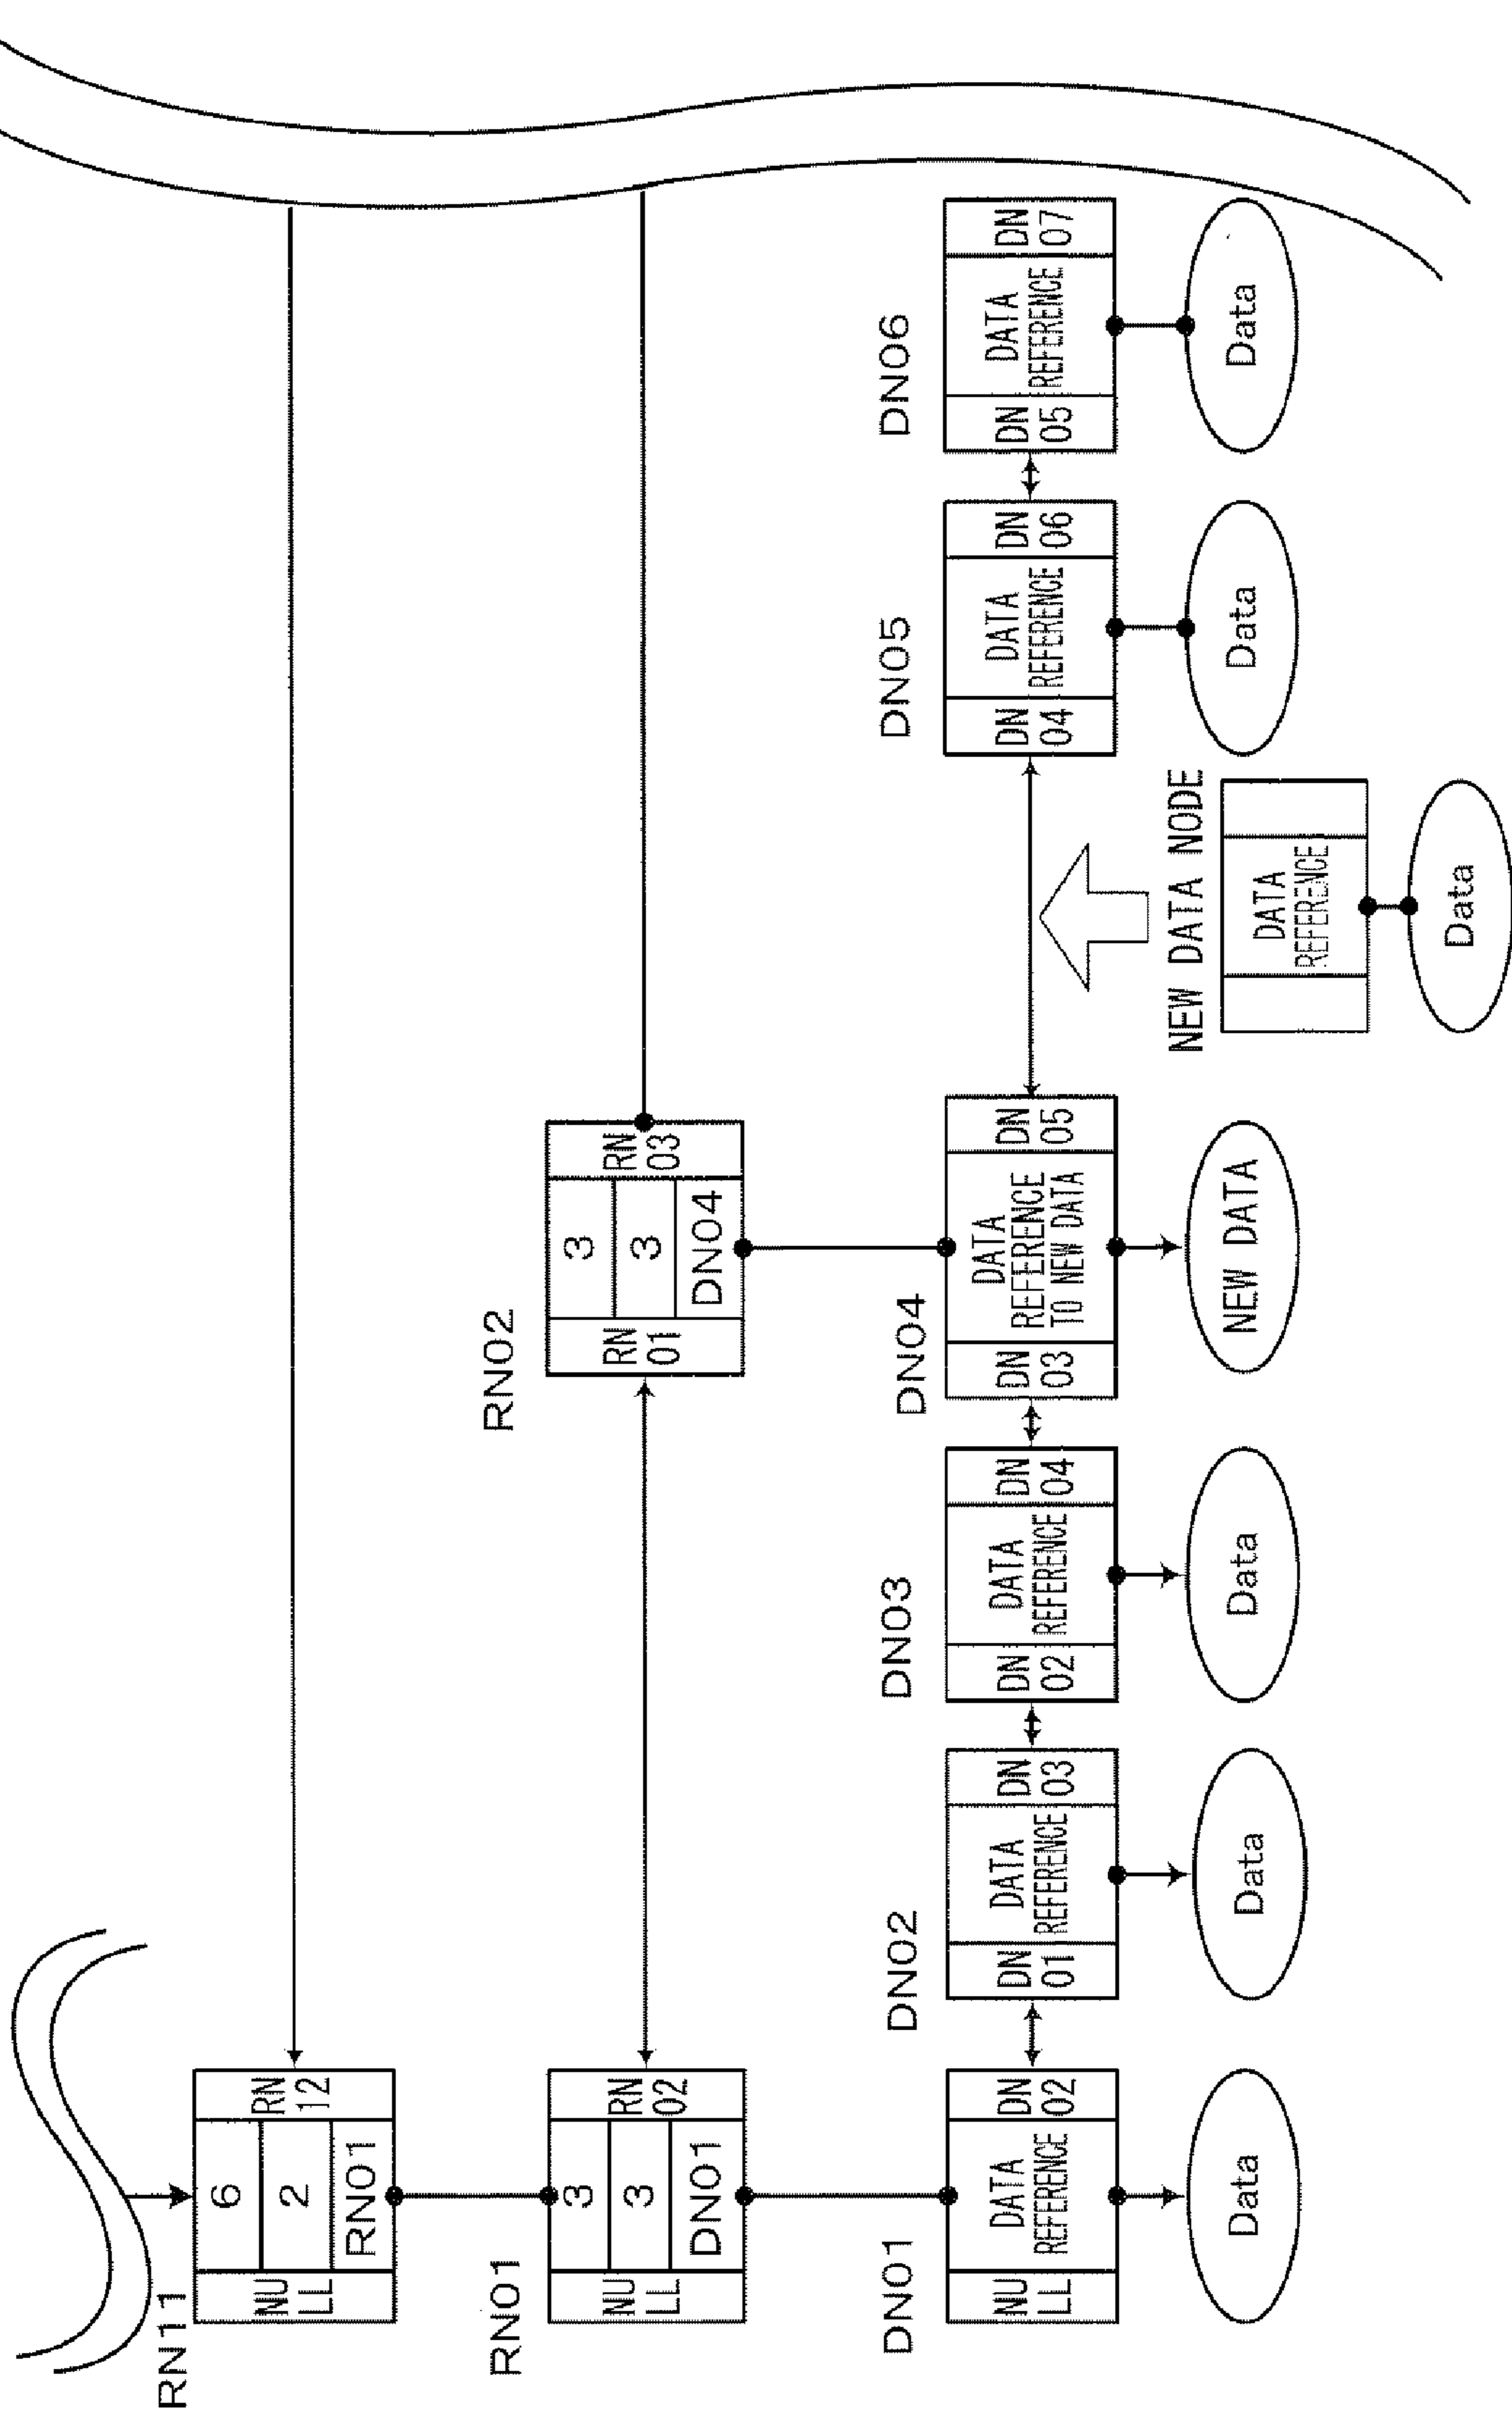 RN11
NU
LL
6
2
RN01
RN
12
RN01
NU
LL
3
3
DN01
RN
02
RN02
RN
01
3
3
DN04
RN
03
DN01
NU
LL
DATA
REFERENCE
DN
02
Data
DN02
DN
01
DATA
REFERENCE
DN
03
Data
DN03
DN
02
DATA
REFERENCE
DN
04
Data
DN04
DN
03
DATA
REFERENCE
TO NEW DATA
DN
05
NEW DATA
NEW DATA NODE
DATA
REFERENCE
Data
DN05
DN
04
DATA
REFERENCE
DN
06
Data
DN06
DN
05
DATA
REFERENCE
DN
07
Data